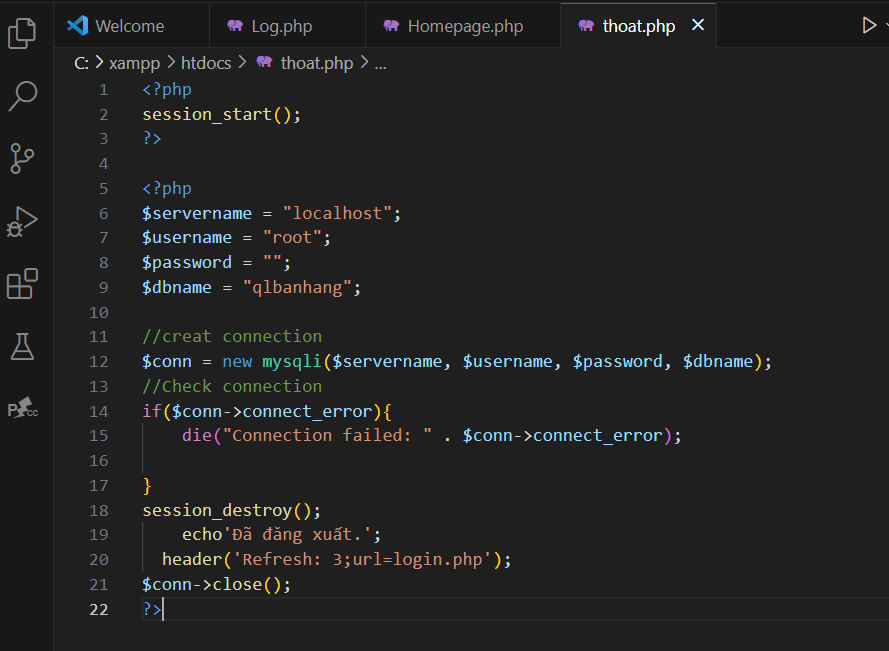 Welcome
Log.php
Homepage.php
thoat.php
C: > xampp > htdocs > thoat.php > ...
1 <?php
2 session_start();
3 ?>
4
5 <?php
6 $servername = "localhost";
7 $username = "root";
8 $password = "";
9 $dbname = "qlbanhang";
10
11 //creat connection
12 $conn = new mysqli($servername, $username, $password, $dbname);
13 //Check connection
14 if($conn->connect_error){
15     die("Connection failed: " . $conn->connect_error);
16
17 }
18 session_destroy();
19     echo'Đã đăng xuất.';
20   header('Refresh: 3;url=login.php');
21 $conn->close();
22 ?>
P CC